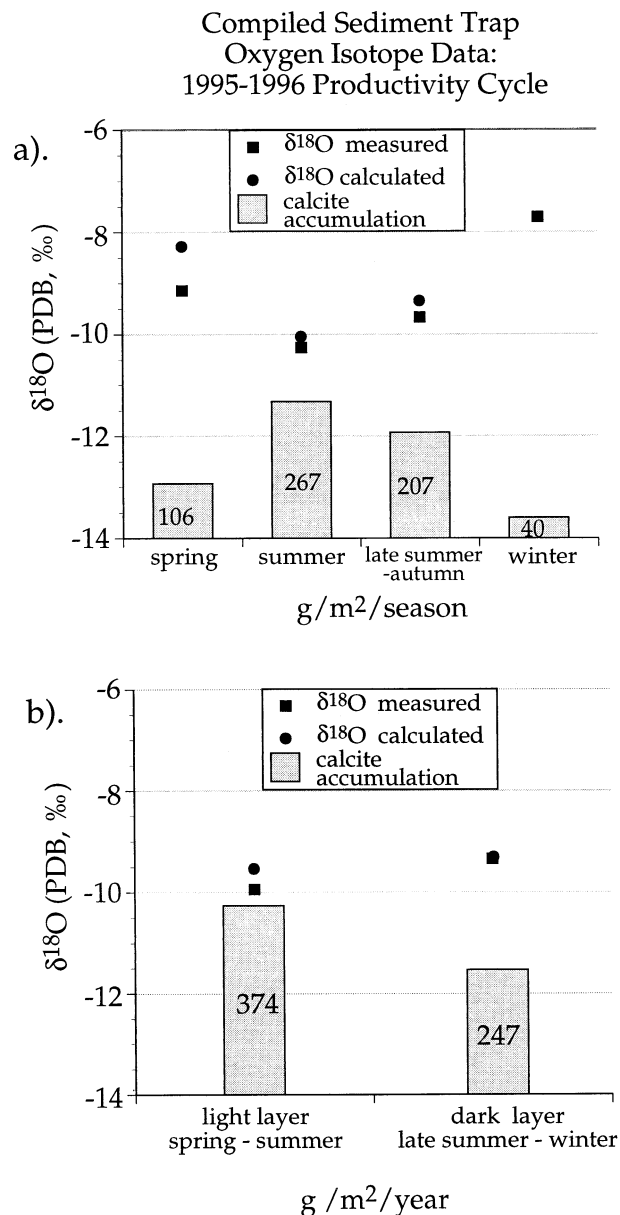 Compiled Sediment Trap
Oxygen Isotope Data:
1995-1996 Productivity Cycle
a).
δ18O (PDB, ‰)
-6
-8
-10
-12
-14
δ18O measured
δ18O calculated
calcite
accumulation
106
267
207
40
spring
summer
late summer
-autumn
winter
g/m2/season
b).
δ18O (PDB, ‰)
-6
-8
-10
-12
-14
δ18O measured
δ18O calculated
calcite
accumulation
374
247
light layer
spring - summer
dark layer
late summer - winter
g /m2/year